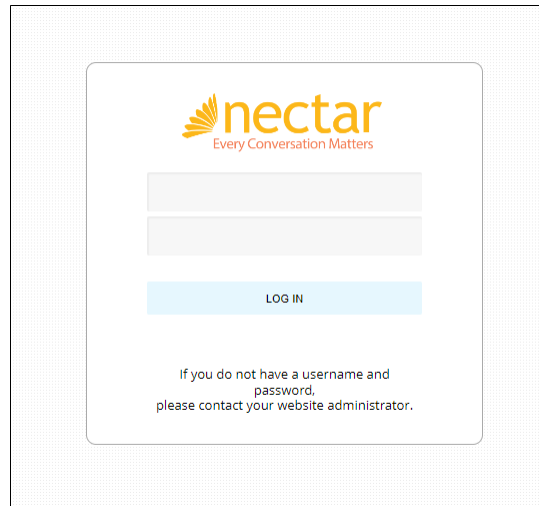 nectar
Every Conversation Matters
LOG IN
If you do not have a username and
password,
please contact your website administrator.